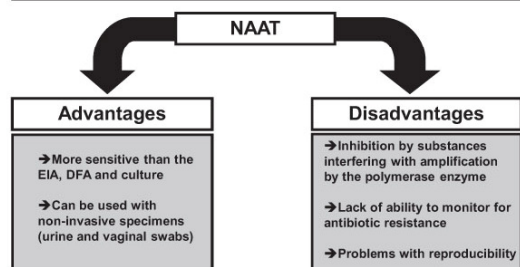 NAAT
Advantages
➔More sensitive than the
EIA, DFA and culture
➔Can be used with
non-invasive specimens
(urine and vaginal swabs)
Disadvantages
➔Inhibition by substances
interfering with amplification
by the polymerase enzyme
➔Lack of ability to monitor for
antibiotic resistance
➔Problems with reproducibility